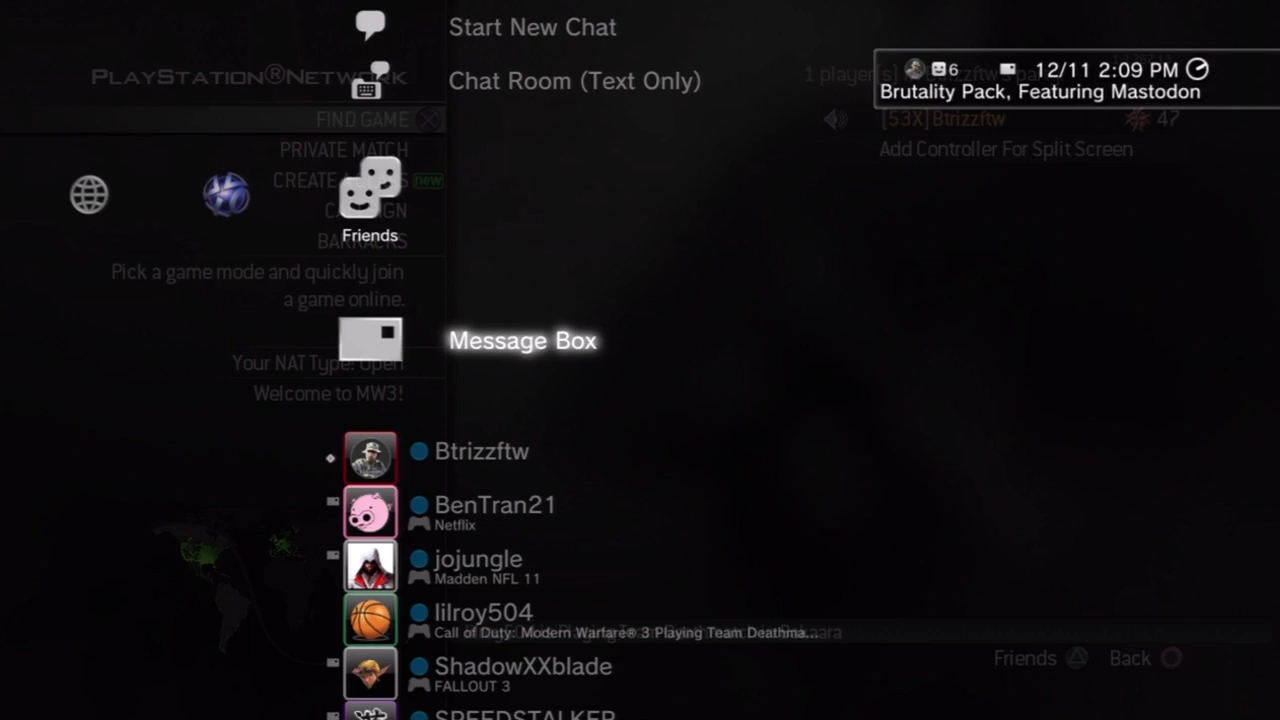 Start New Chat
PlayStation®Network
Chat Room (Text Only)
1 player(s)
6 12/11 2:09 PM
Brutality Pack, Featuring Mastodon
FIND GAME
[53X]Btrizzftw 47
PRIVATE MATCH
Add Controller For Split Screen
CREATE new
BARRACKS
Friends
Pick a game mode and quickly join
a game online.
Message Box
Your NAT Type: Open
Welcome to MW3!
Btrizzftw
BenTran21
Netflix
jojungle
Madden NFL 11
lilroy504
Call of Duty: Modern Warfare® 3 Playing Team Deathma...
ShadowXXblade
FALLOUT 3
Friends Back
SPEEDSTALKER